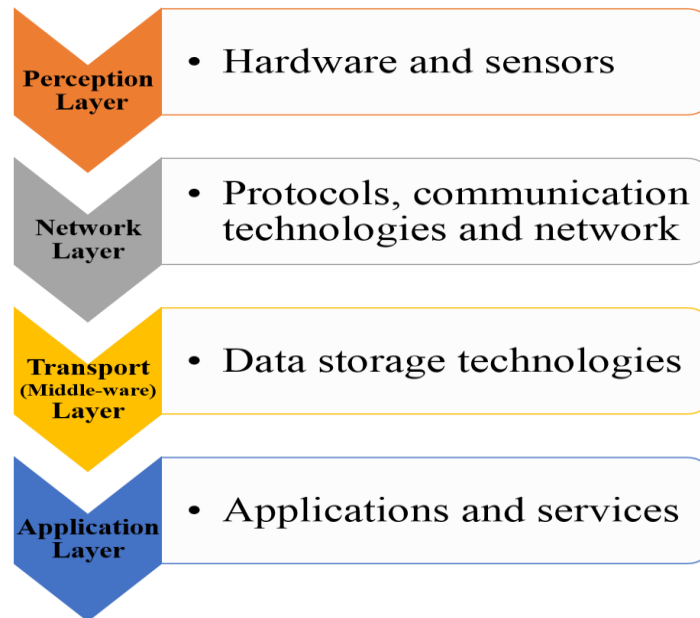 Perception
Layer
• Hardware and sensors
Network
Layer
• Protocols, communication
technologies and network
Transport
(Middle-ware)
Layer
• Data storage technologies
Application
Layer
• Applications and services